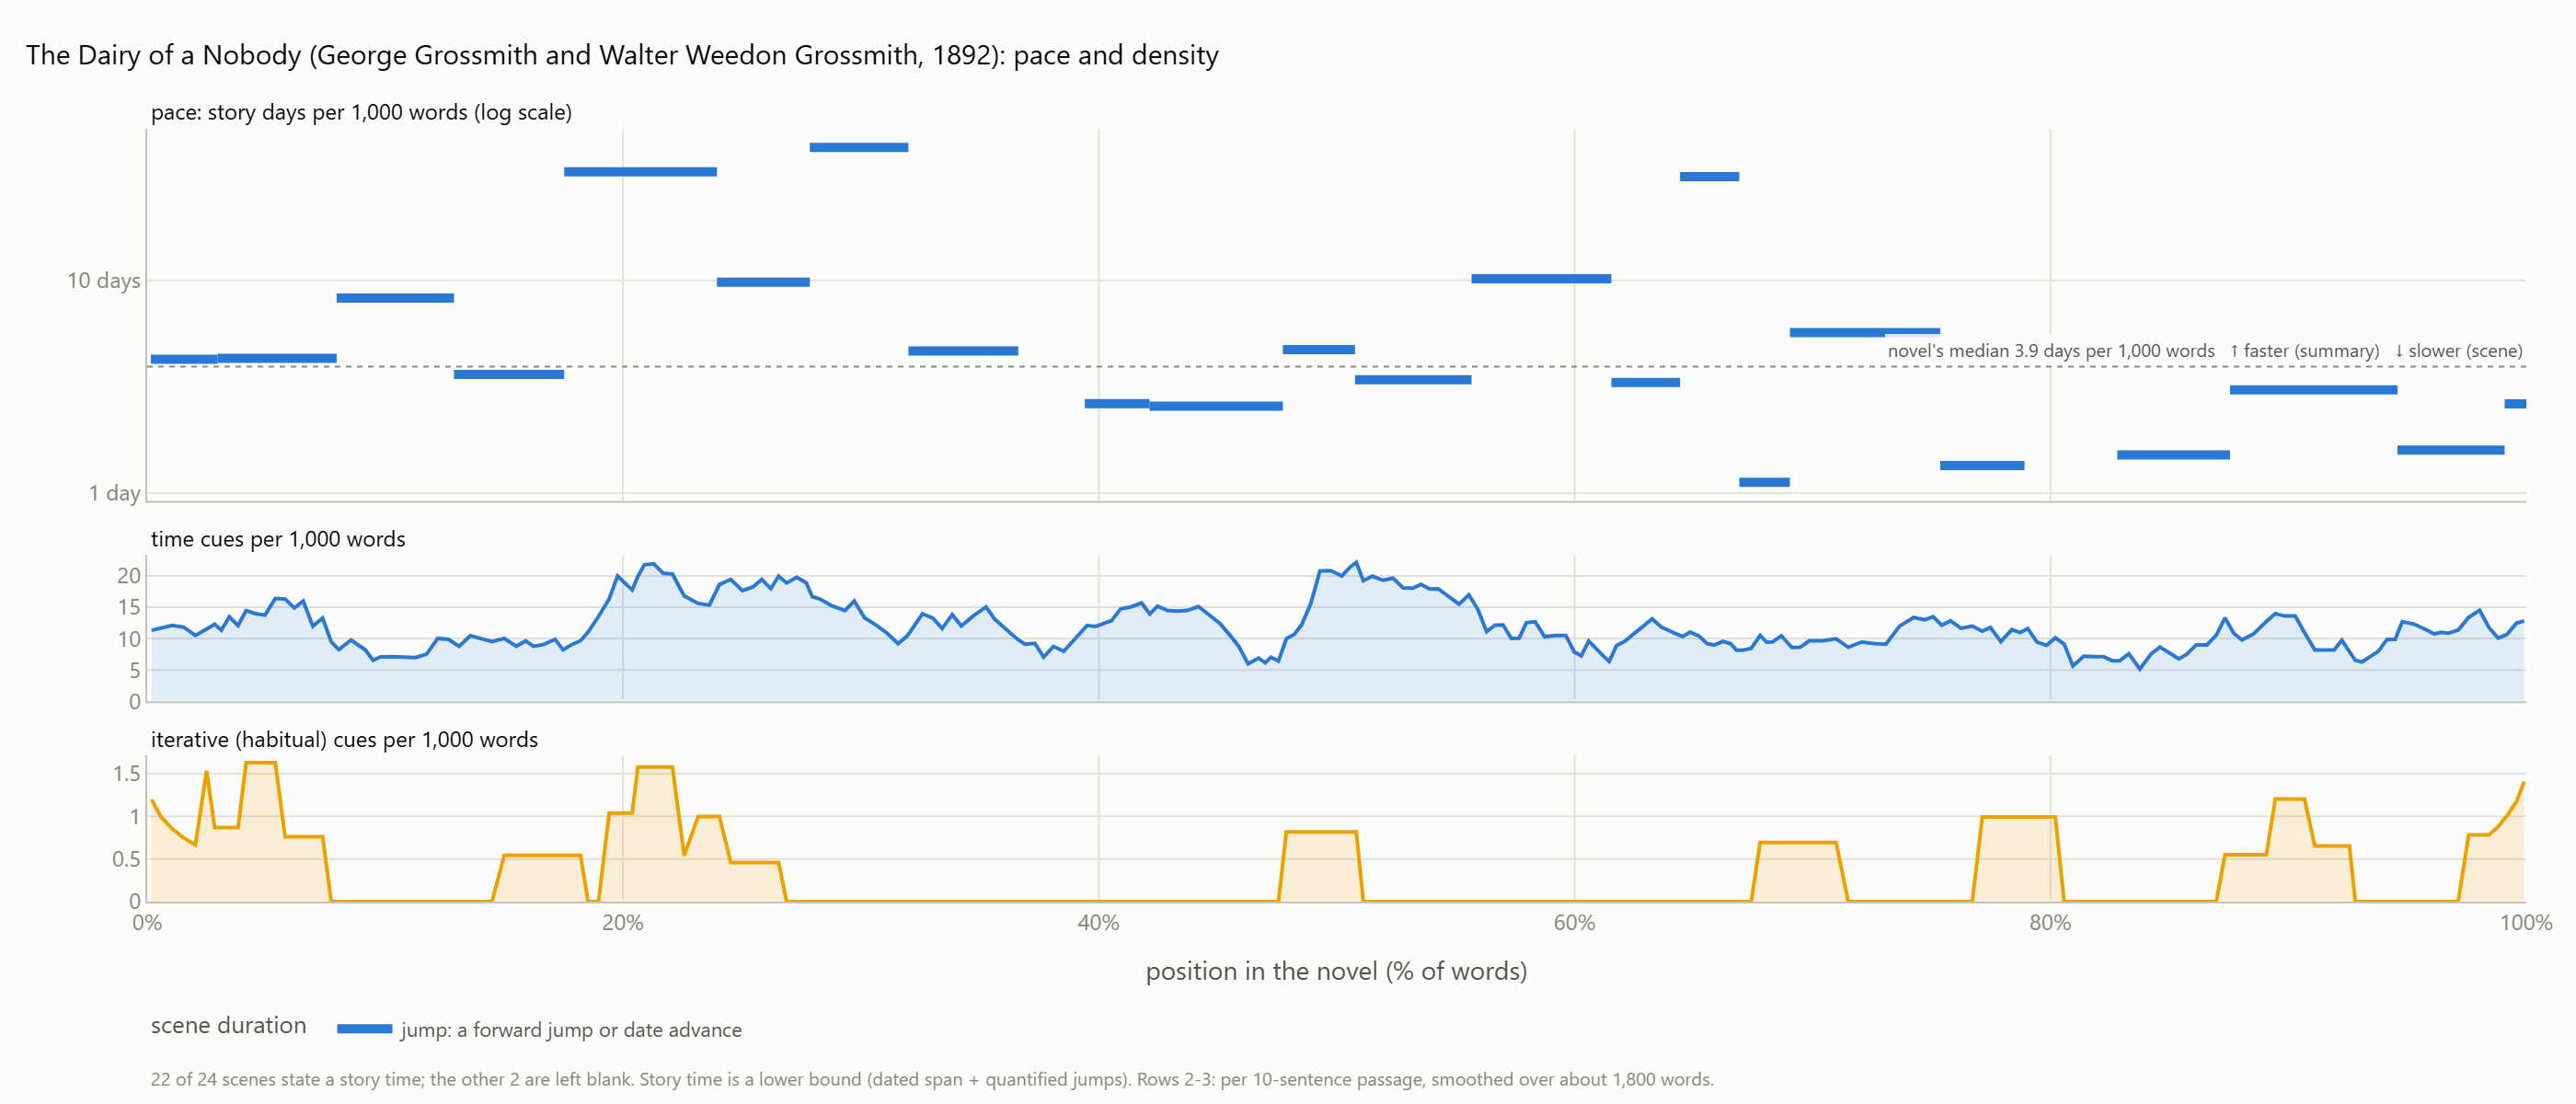 The Dairy of a Nobody (George Grossmith and Walter Weedon Grossmith, 1892): pace and density
pace: story days per 1,000 words (log scale)
10 days
novel's median 3.9 days per 1,000 words ↑ faster (summary) ↓ slower (scene)
1 day
time cues per 1,000 words
20
15
10
5
0
iterative (habitual) cues per 1,000 words
1.5
1
0.5
0
0% 20% 40% 60% 80% 100%
position in the novel (% of words)
scene duration jump: a forward jump or date advance
22 of 24 scenes state a story time; the other 2 are left blank. Story time is a lower bound (dated span + quantified jumps). Rows 2-3: per 10-sentence passage, smoothed over about 1,800 words.